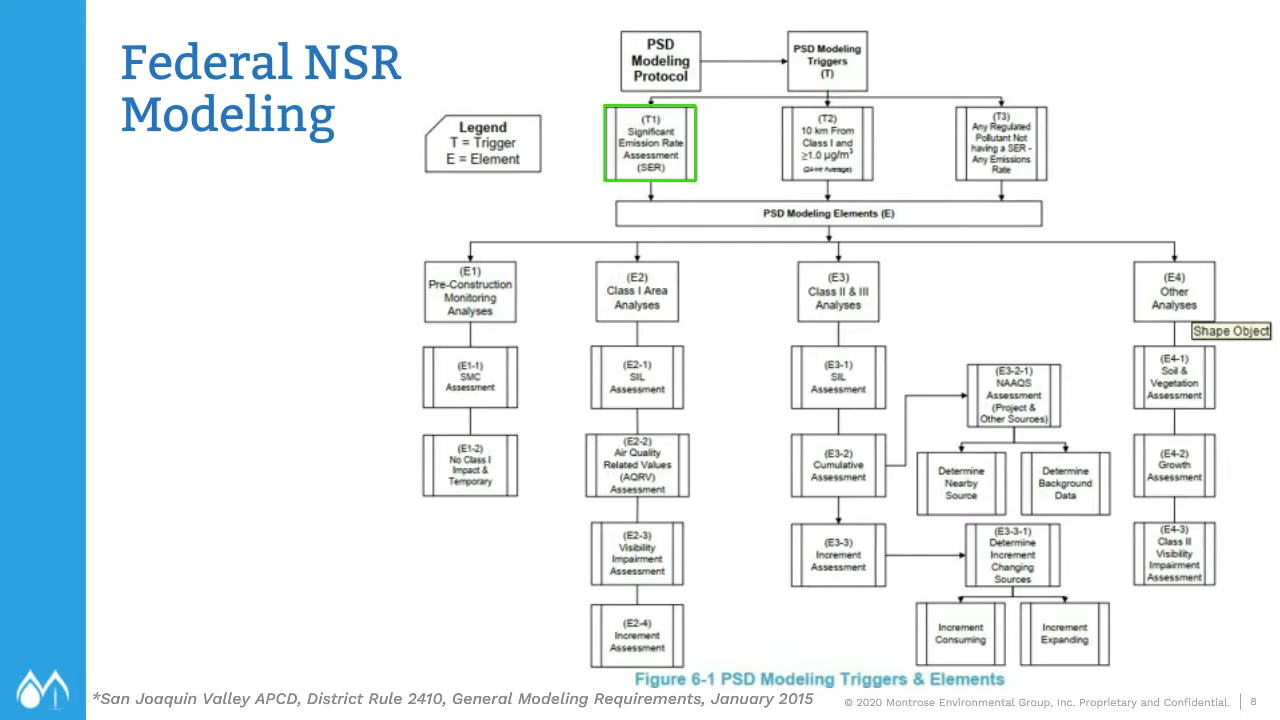 Federal NSR
Modeling
PSD
Modeling
Protocol
PSD Modeling
Triggers
(T)
Legend
T = Trigger
E = Element
(T1)
Significant
Emission Rate
Assessment
(SER)
(T2)
10 km From
Class I and
≥1.0 µg/m³
(24-Hr Average)
(T3)
Any Regulated
Pollutant Not
having a SER -
Any Emissions
Rate
PSD Modeling Elements (E)
(E1)
Pre-Construction
Monitoring
Analyses
(E2)
Class I Area
Analyses
(E3)
Class II & III
Analyses
(E4)
Other
Analyses
Shape Object
(E1-1)
SMC
Assessment
(E2-1)
SIL
Assessment
(E3-1)
SIL
Assessment
(E3-2-1)
NAAQS
Assessment
(Project &
Other Sources)
(E4-1)
Soil &
Vegetation
Assessment
(E1-2)
No Class I
Impact &
Temporary
(E2-2)
Air Quality
Related Values
(AQRV)
Assessment
(E3-2)
Cumulative
Assessment
Determine
Nearby
Source
Determine
Background
Data
(E4-2)
Growth
Assessment
(E2-3)
Visibility
Impairment
Assessment
(E3-3)
Increment
Assessment
(E3-3-1)
Determine
Increment
Changing
Sources
(E4-3)
Class II
Visibility
Impairment
Assessment
(E2-4)
Increment
Assessment
Increment
Consuming
Increment
Expanding
Figure 6-1 PSD Modeling Triggers & Elements
*San Joaquin Valley APCD, District Rule 2410, General Modeling Requirements, January 2015
© 2020 Montrose Environmental Group, Inc. Proprietary and Confidential.
8